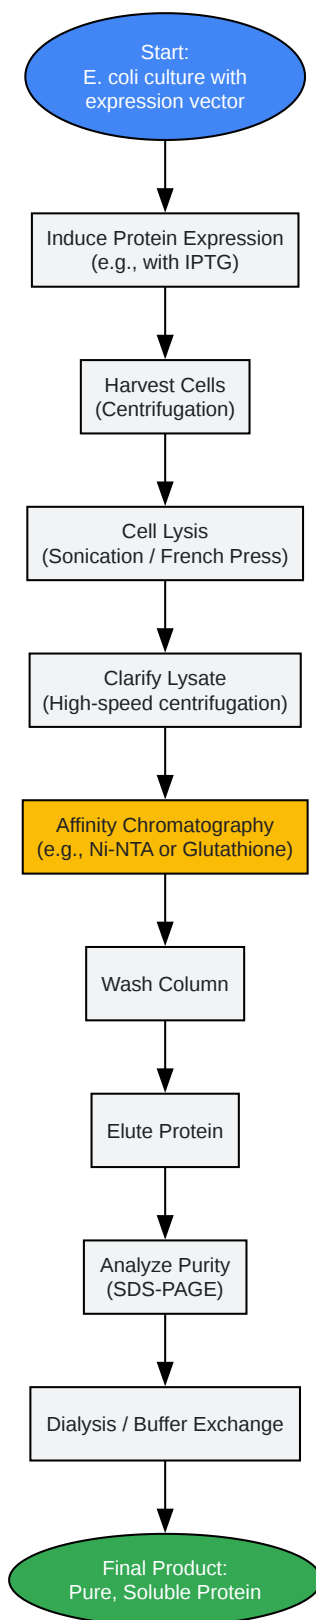 Start:
E. coli culture with
expression vector
Induce Protein Expression
(e.g., with IPTG)
Harvest Cells
(Centrifugation)
Cell Lysis
(Sonication / French Press)
Clarify Lysate
(High-speed centrifugation)
Affinity Chromatography
(e.g., Ni-NTA or Glutathione)
Wash Column
Elute Protein
Analyze Purity
(SDS-PAGE)
Dialysis / Buffer Exchange
Final Product:
Pure, Soluble Protein